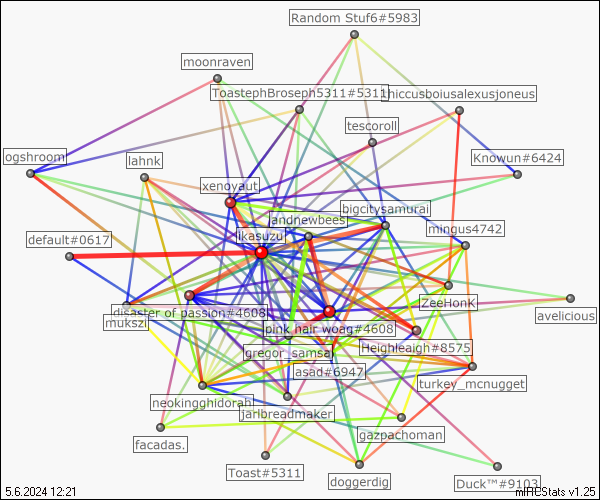 Random Stuf6#5983
moonraven
ToastephBroseph5311#5311
hiccusboiusalexusjoneus
tescoroll
ogshroom
lahnk
Knowun#6424
xenoyaut
bigcitysamurai
andnewbees
mingus4742
ikasuzu
default#0617
ZeeHonK
disaster of passion#4603
avelicious
mukszi
pink hair woag#4608
Heighleaigh#8575
gregor_samsa
asad#6947
turkey_mcnugget
neokingghidorah
jarlbreadmaker
gazpachoman
facadas.
Toast#5311
doggerdig
Duck™#9103
5.6.2024 12:21
mIRCStats v1.25